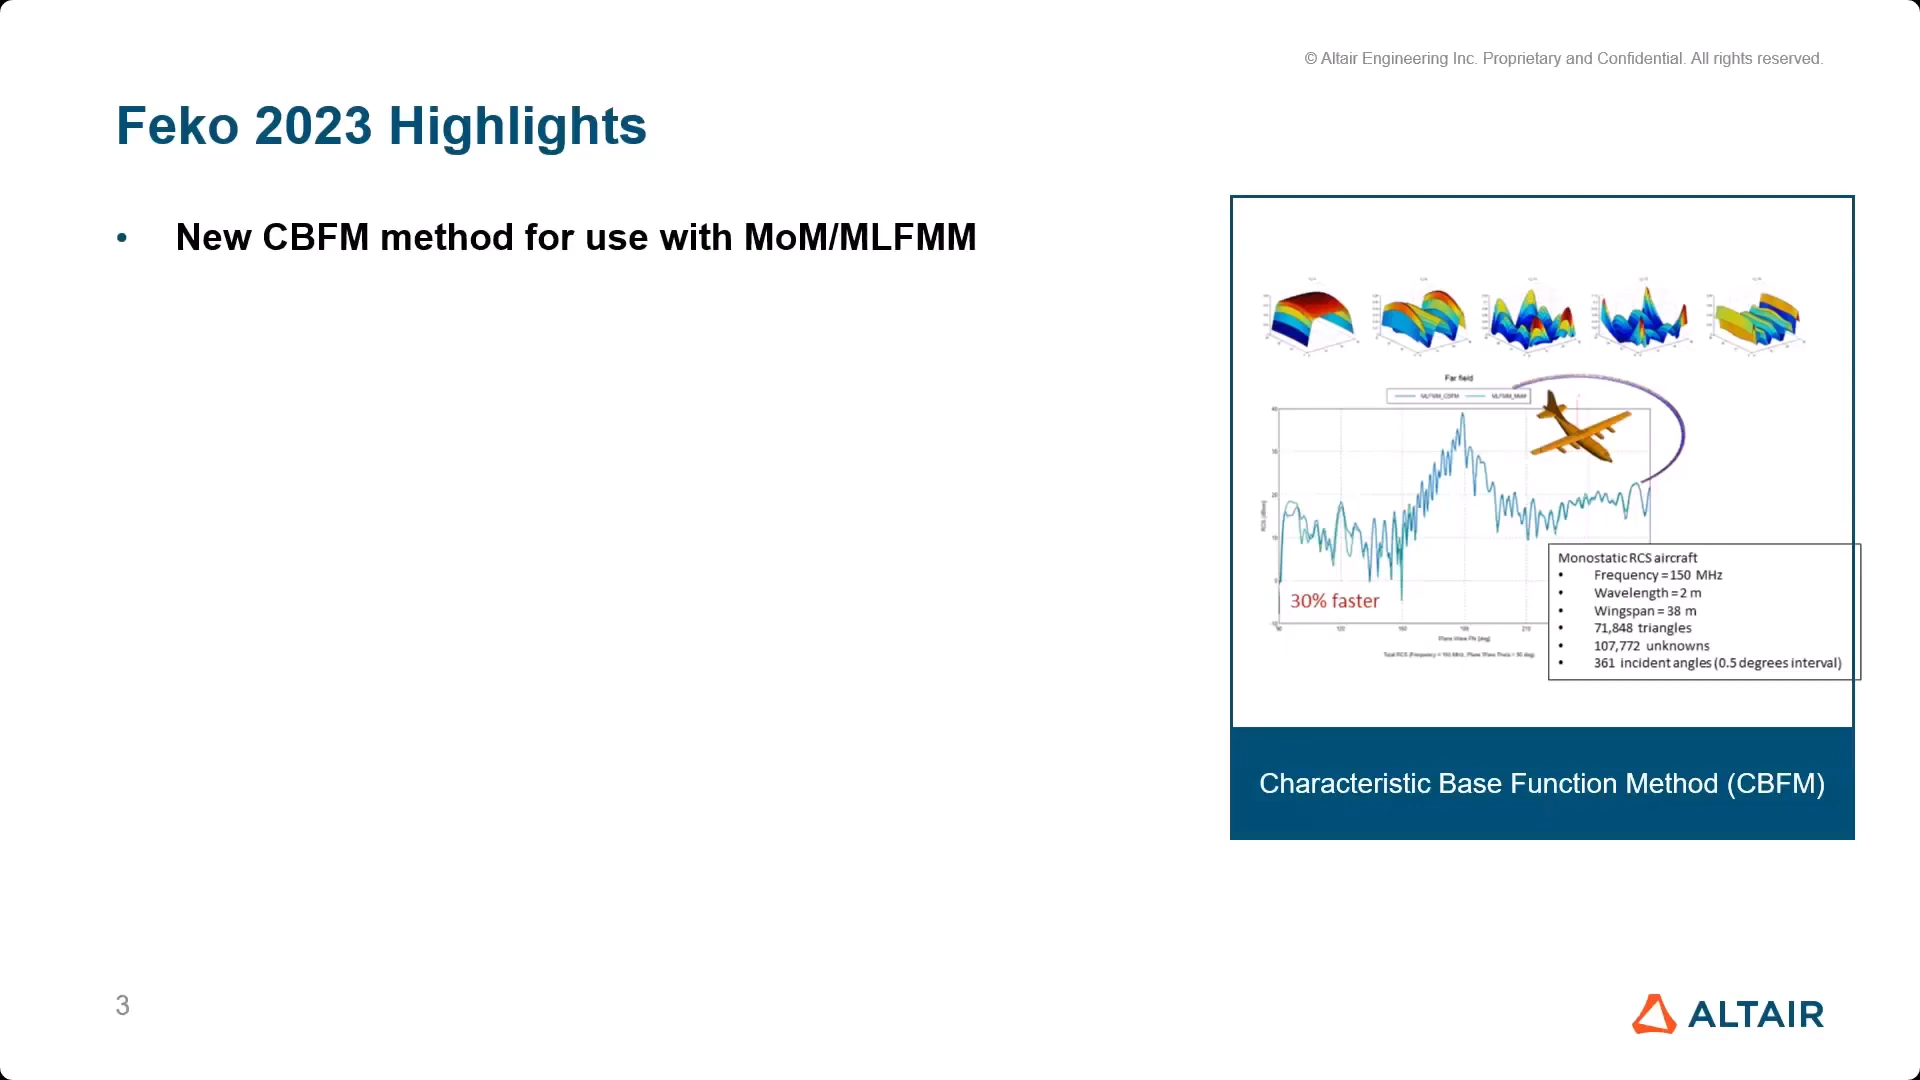 © Altair Engineering Inc. Proprietary and Confidential. All rights reserved.
Feko 2023 Highlights
• New CBFM method for use with MoM/MLFMM
Far field
MLFMM_CBFM
30% faster
Monostatic RCS aircraft
• Frequency = 150 MHz
• Wavelength = 2 m
• Wingspan = 38 m
• 71,848 triangles
• 107,772 unknowns
• 361 incident angles (0.5 degrees interval)
Characteristic Base Function Method (CBFM)
3
ALTAIR